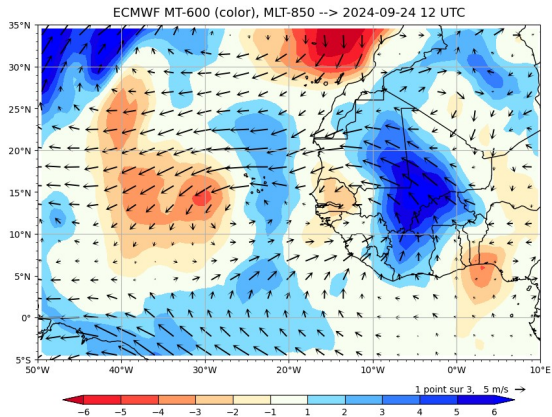 ECMWF MT-600 (color), MLT-850 --> 2024-09-24 12 UTC
35°N
30°N
25°N
20°N
15°N
10°N
5°N
0°
5°S
50°W 40°W 30°W 20°W 10°W 0°W 10°E
1 point sur 3, 5 m/s
−6 −5 −4 −3 −2 −1 1 2 3 4 5 6